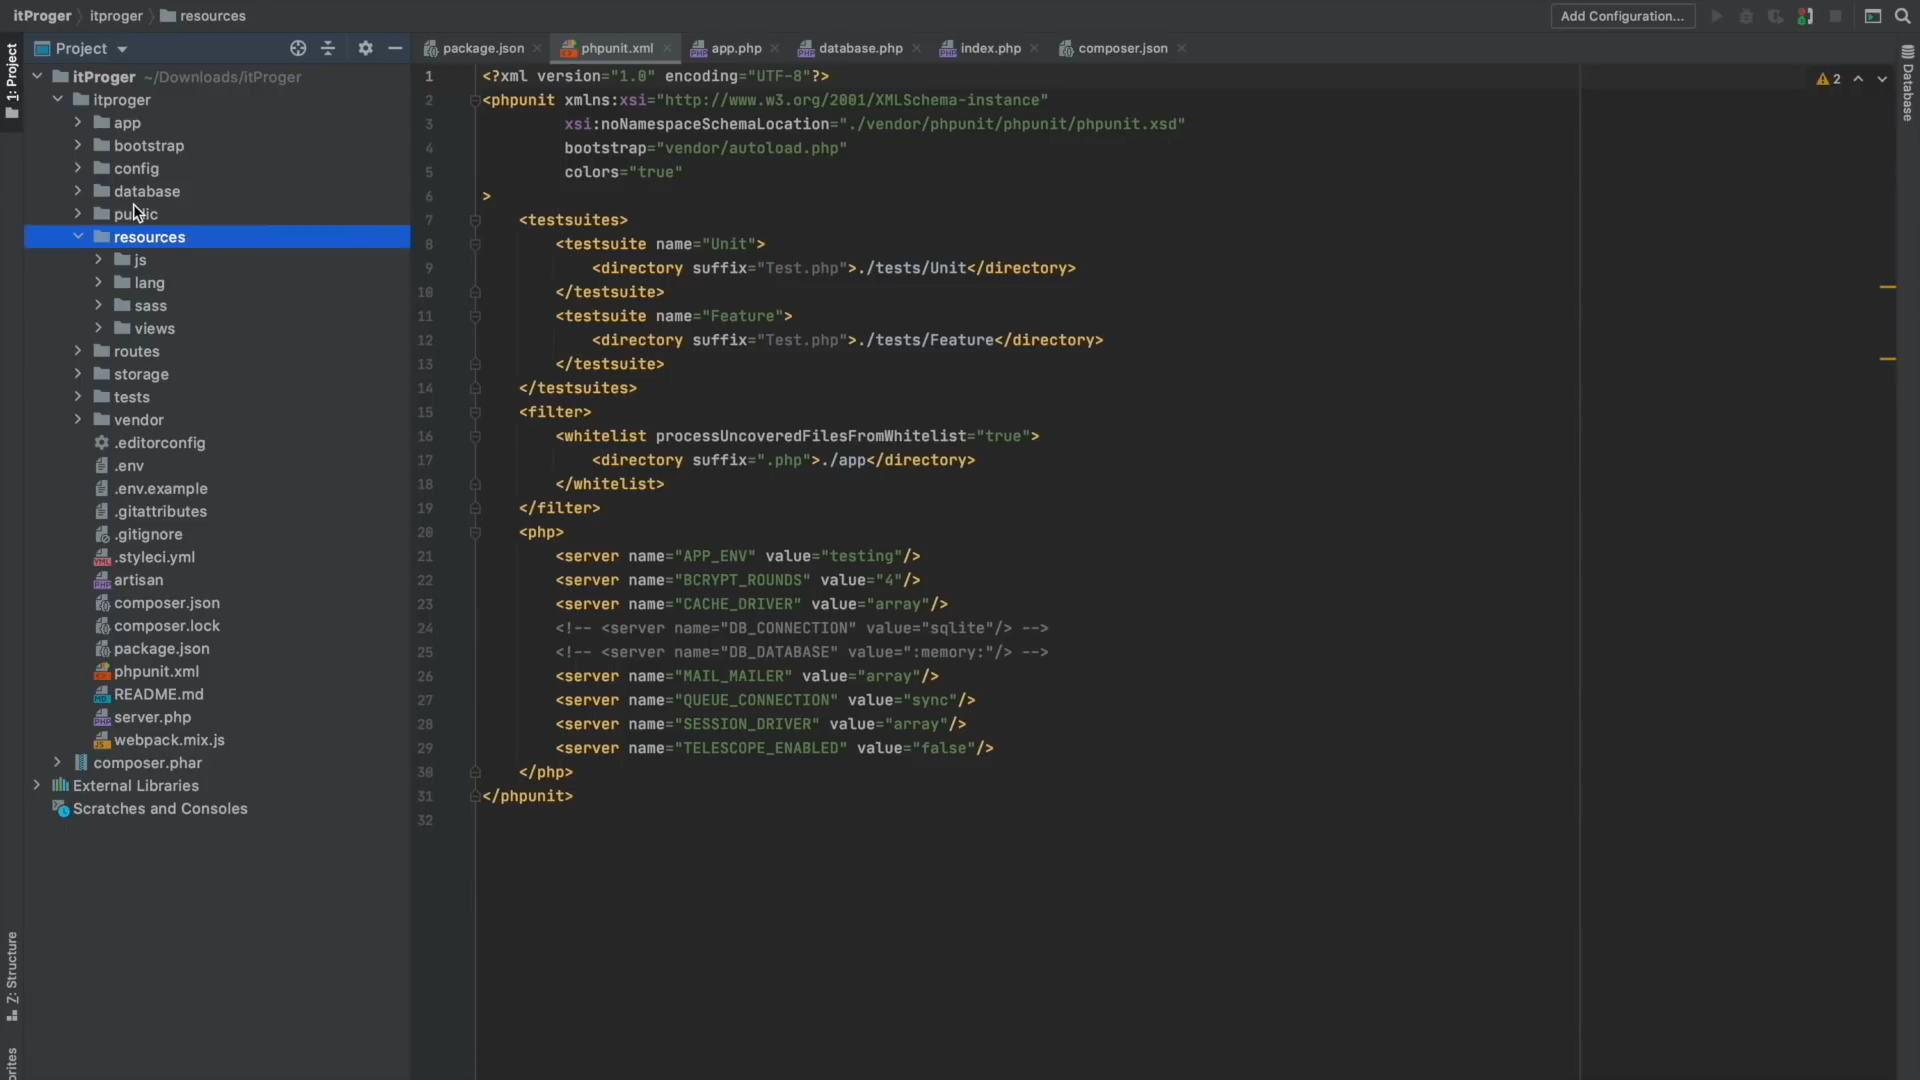 itProger
itproger
resources
Add Configuration...
1: Project
Project
package.json
phpunit.xml
app.php
database.php
index.php
composer.json
Database
itProger ~/Downloads/itProger
itproger
app
bootstrap
config
database
public
resources
js
lang
sass
views
routes
storage
tests
vendor
.editorconfig
.env
.env.example
.gitattributes
.gitignore
.styleci.yml
artisan
composer.json
composer.lock
package.json
phpunit.xml
README.md
server.php
webpack.mix.js
composer.phar
External Libraries
Scratches and Consoles
Z: Structure
2
1 <?xml version="1.0" encoding="UTF-8"?>
2 <phpunit xmlns:xsi="http://www.w3.org/2001/XMLSchema-instance"
3 xsi:noNamespaceSchemaLocation="./vendor/phpunit/phpunit.xsd"
4 bootstrap="vendor/autoload.php"
5 colors="true"
6 >
7 <testsuites>
8 <testsuite name="Unit">
9 <directory suffix="Test.php">./tests/Unit</directory>
10 </testsuite>
11 <testsuite name="Feature">
12 <directory suffix="Test.php">./tests/Feature</directory>
13 </testsuite>
14 </testsuites>
15 <filter>
16 <whitelist processUncoveredFilesFromWhitelist="true">
17 <directory suffix=".php">./app</directory>
18 </whitelist>
19 </filter>
20 <php>
21 <server name="APP_ENV" value="testing"/>
22 <server name="BCRYPT_ROUNDS" value="4"/>
23 <server name="CACHE_DRIVER" value="array"/>
24 <!-- <server name="DB_CONNECTION" value="sqlite"/> -->
25 <!-- <server name="DB_DATABASE" value=":memory:"/> -->
26 <server name="MAIL_MAILER" value="array"/>
27 <server name="QUEUE_CONNECTION" value="sync"/>
28 <server name="SESSION_DRIVER" value="array"/>
29 <server name="TELESCOPE_ENABLED" value="false"/>
30 </php>
31 </phpunit>
32